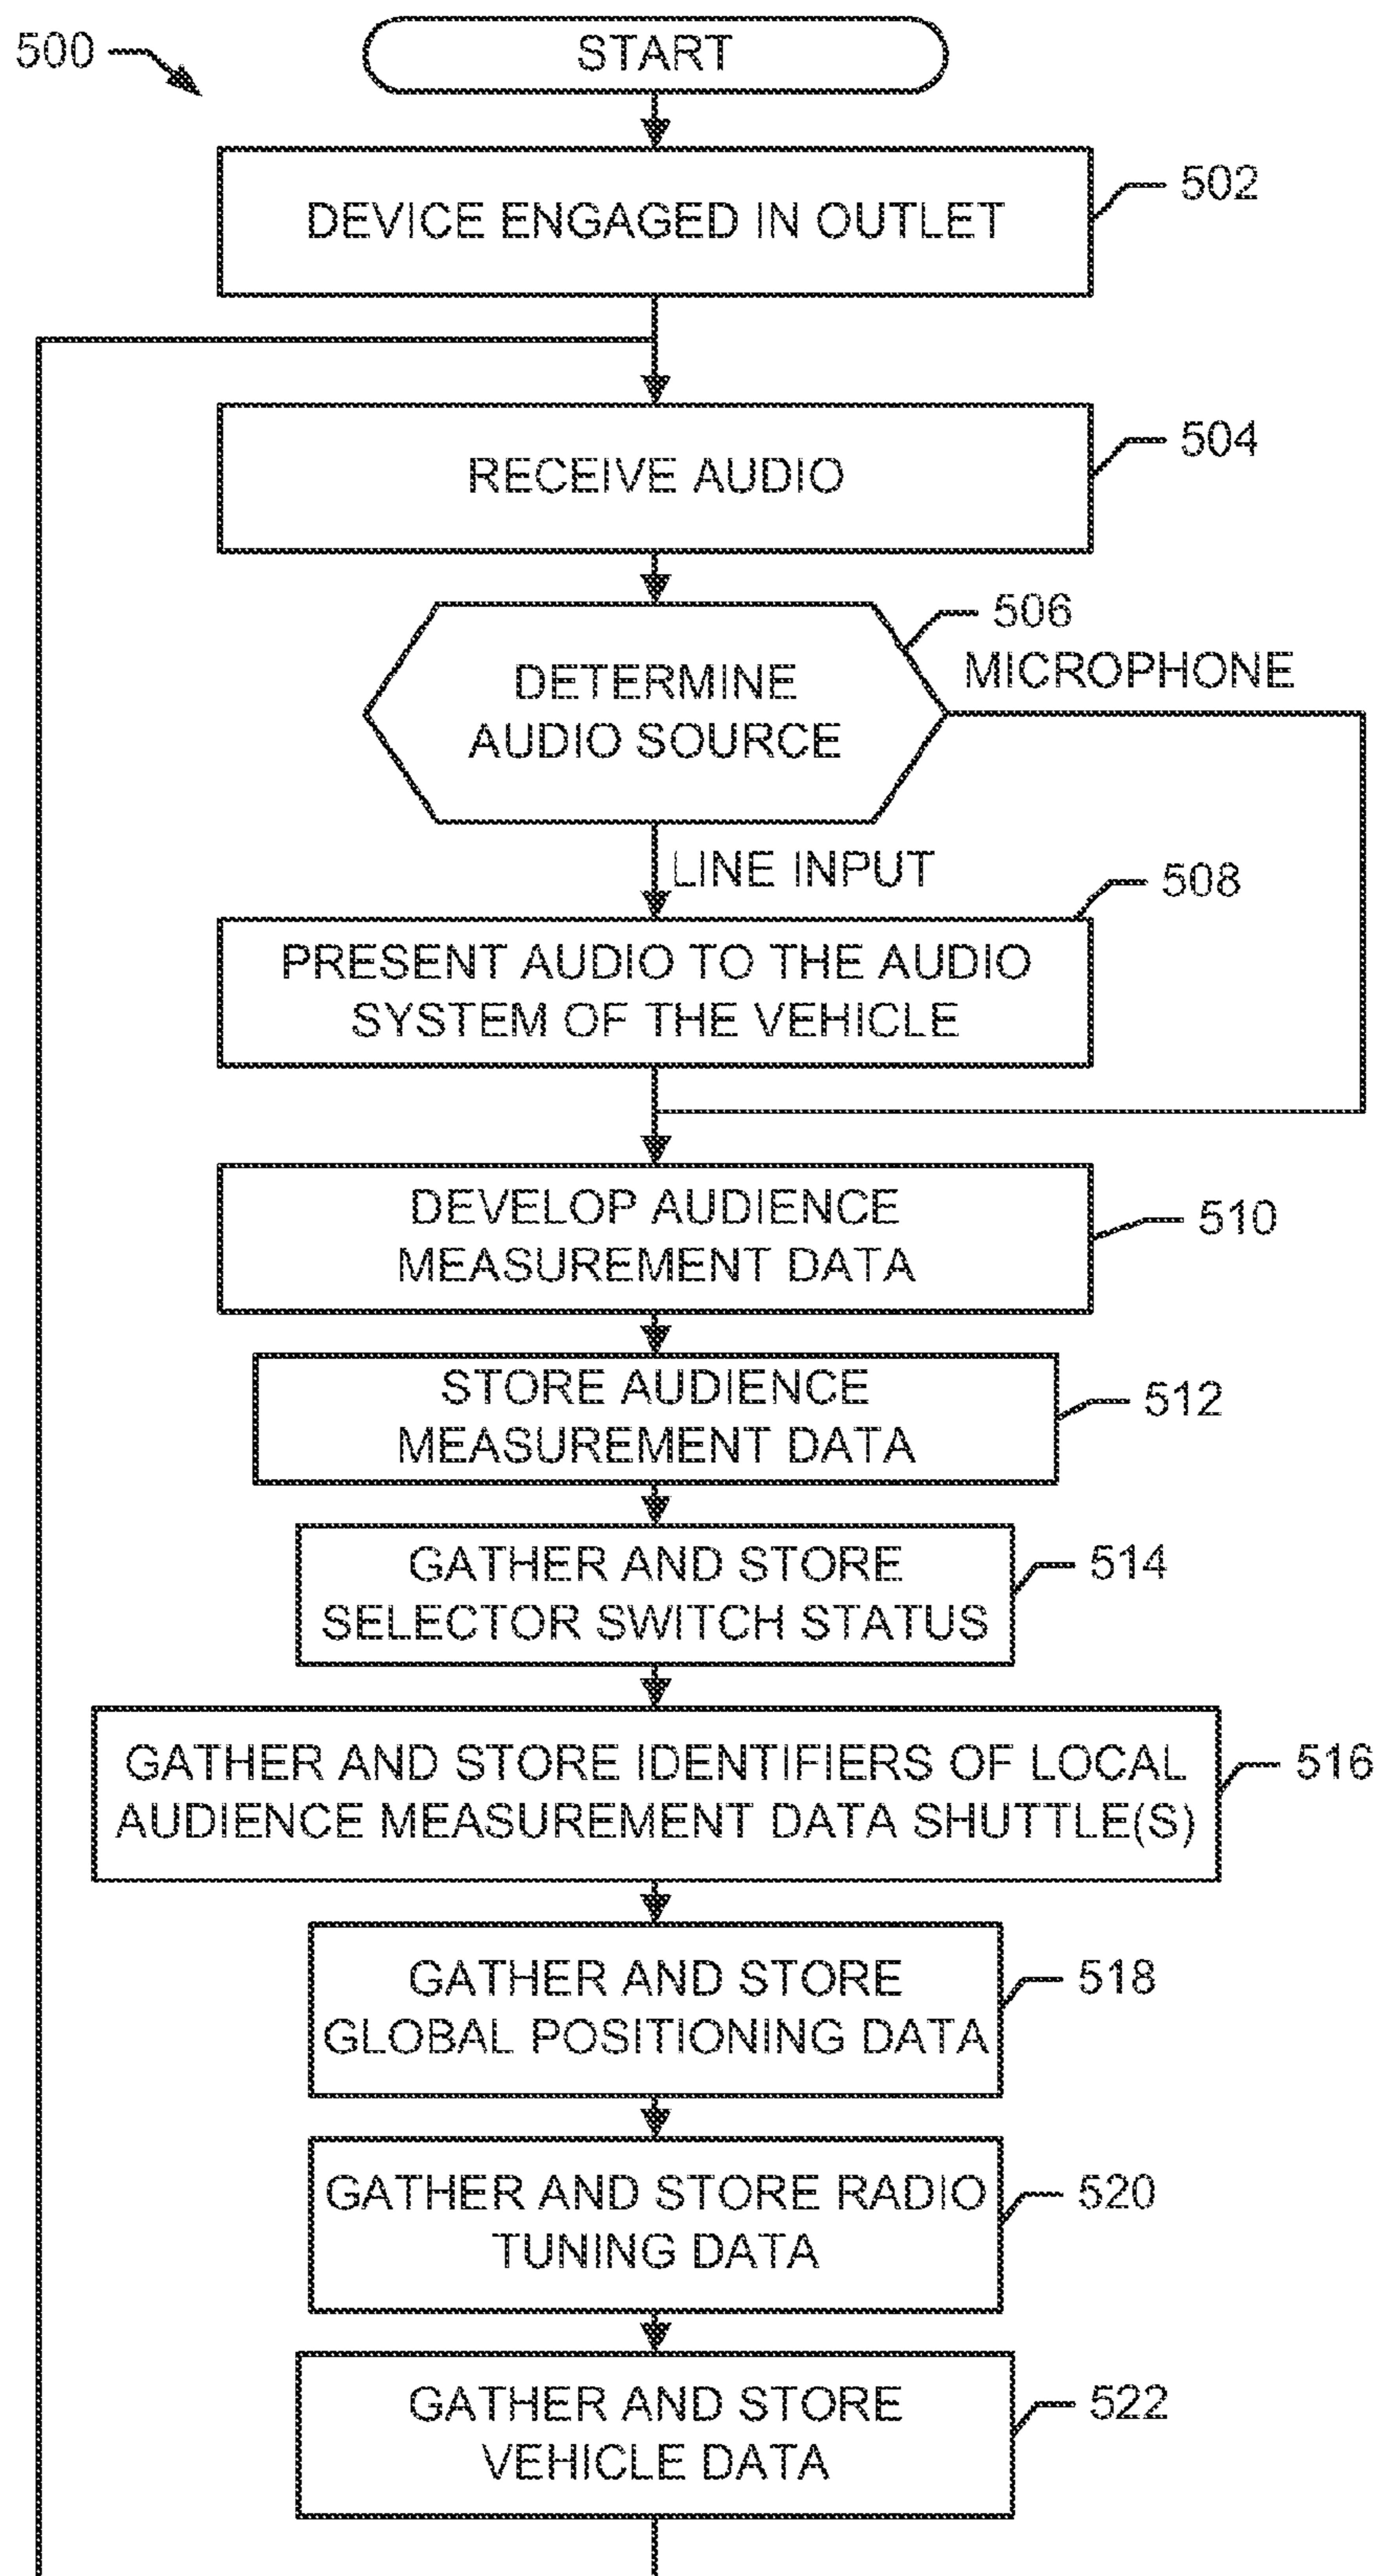 500
START
DEVICE ENGAGED IN OUTLET
502
RECEIVE AUDIO
504
DETERMINE
AUDIO SOURCE
506
MICROPHONE
LINE INPUT
PRESENT AUDIO TO THE AUDIO
SYSTEM OF THE VEHICLE
508
DEVELOP AUDIENCE
MEASUREMENT DATA
510
STORE AUDIENCE
MEASUREMENT DATA
512
GATHER AND STORE
SELECTOR SWITCH STATUS
514
GATHER AND STORE IDENTIFIERS OF LOCAL
AUDIENCE MEASUREMENT DATA SHUTTLE(S)
516
GATHER AND STORE
GLOBAL POSITIONING DATA
518
GATHER AND STORE RADIO
TUNING DATA
520
GATHER AND STORE
VEHICLE DATA
522